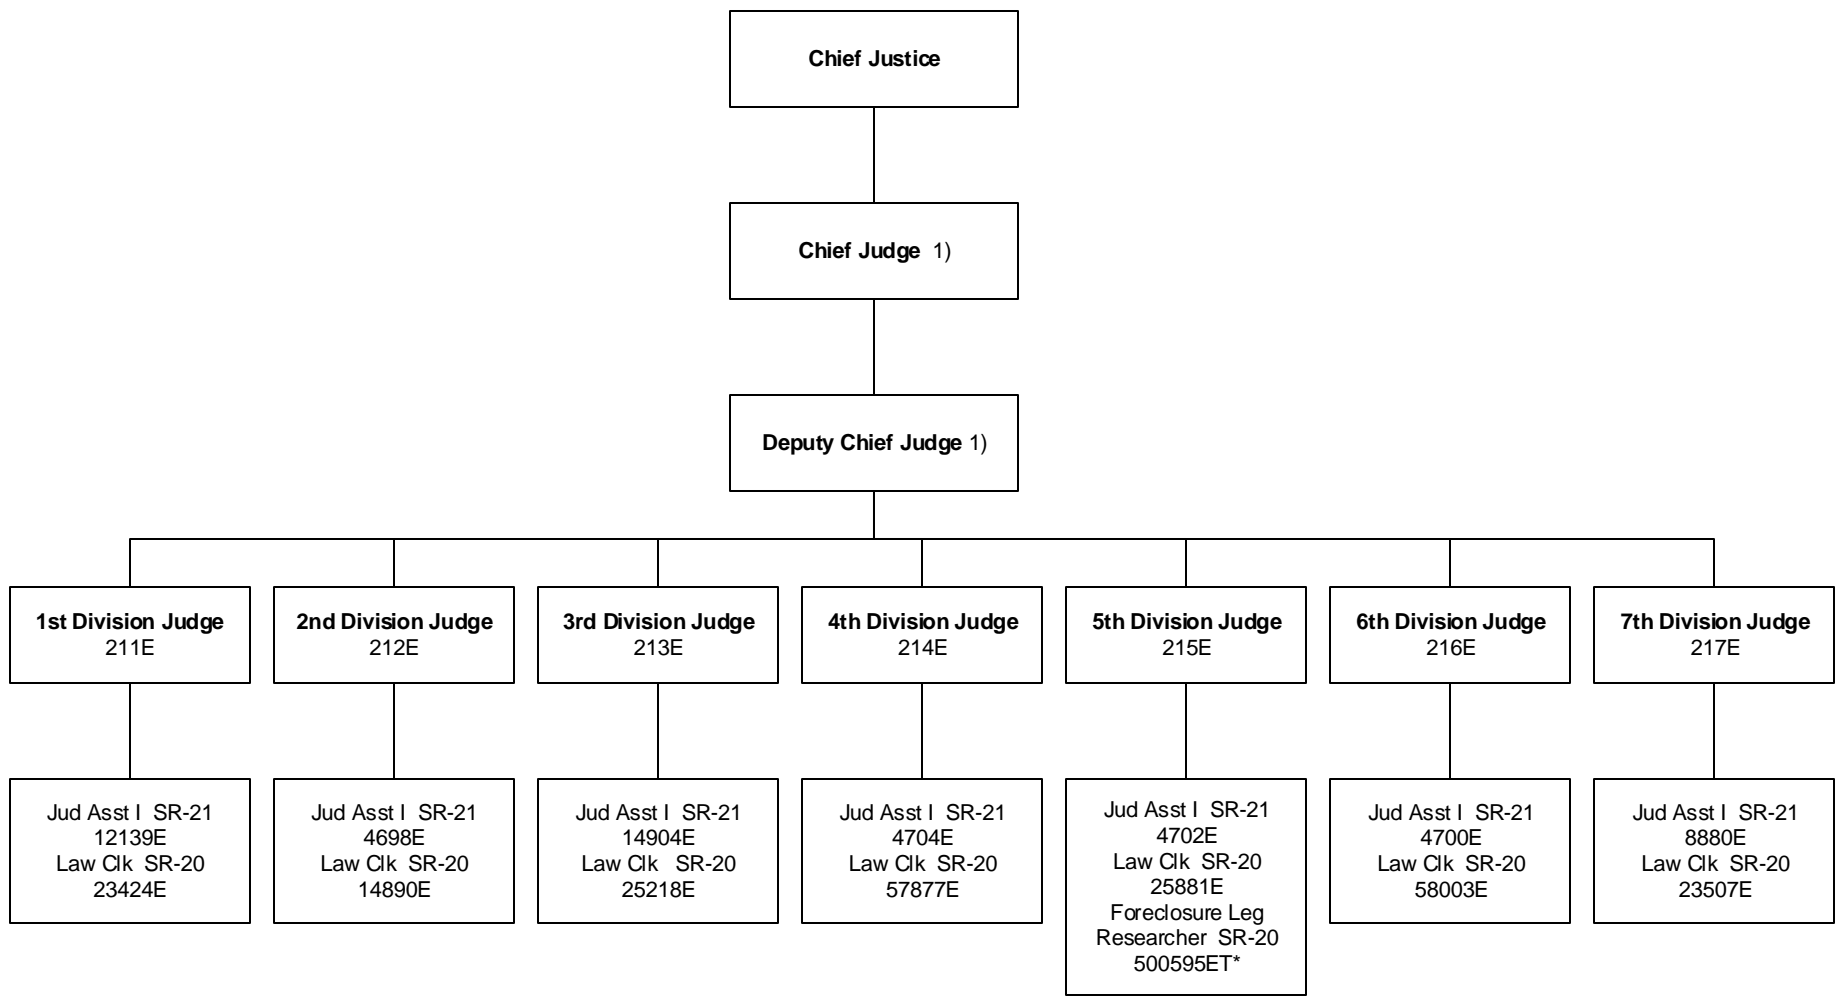 Chief Justice
Chief Judge 1)
Deputy Chief Judge 1)
1st Division Judge
211E
2nd Division Judge
212E
3rd Division Judge
213E
4th Division Judge
214E
5th Division Judge
215E
6th Division Judge
216E
7th Division Judge
217E
Jud Asst I SR-21
12139E
Law Clk SR-20
23424E
Jud Asst I SR-21
4698E
Law Clk SR-20
14890E
Jud Asst I SR-21
14904E
Law Clk SR-20
25218E
Jud Asst I SR-21
4704E
Law Clk SR-20
57877E
Jud Asst I SR-21
4702E
Law Clk SR-20
25881E
Foreclosure Leg
Researcher SR-20
500595ET*
Jud Asst I SR-21
4700E
Law Clk SR-20
58003E
Jud Asst I SR-21
8880E
Law Clk SR-20
23507E